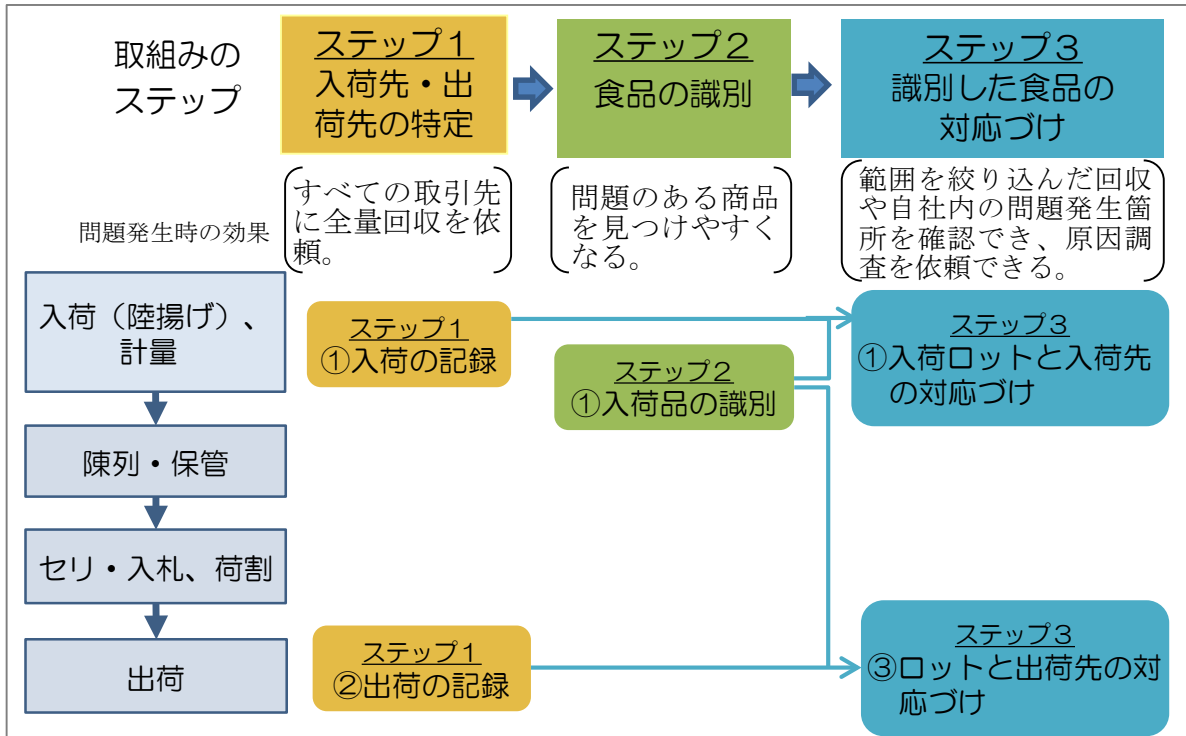 取組みの
ステップ
ステップ１
入荷先・出
荷先の特定
ステップ２
食品の識別
ステップ３
識別した食品の
対応づけ
問題発生時の効果
すべての取引先
に全量回収を依
頼。
問題のある商品
を見つけやすく
なる。
範囲を絞り込んだ回収
や自社内の問題発生箇
所を確認でき、原因調
査を依頼できる。
入荷（陸揚げ）、
計量
ステップ１
①入荷の記録
ステップ２
①入荷品の識別
ステップ３
①入荷ロットと入荷先
の対応づけ
陳列・保管
セリ・入札、荷割
出荷
ステップ１
②出荷の記録
ステップ３
③ロットと出荷先の対
応づけ